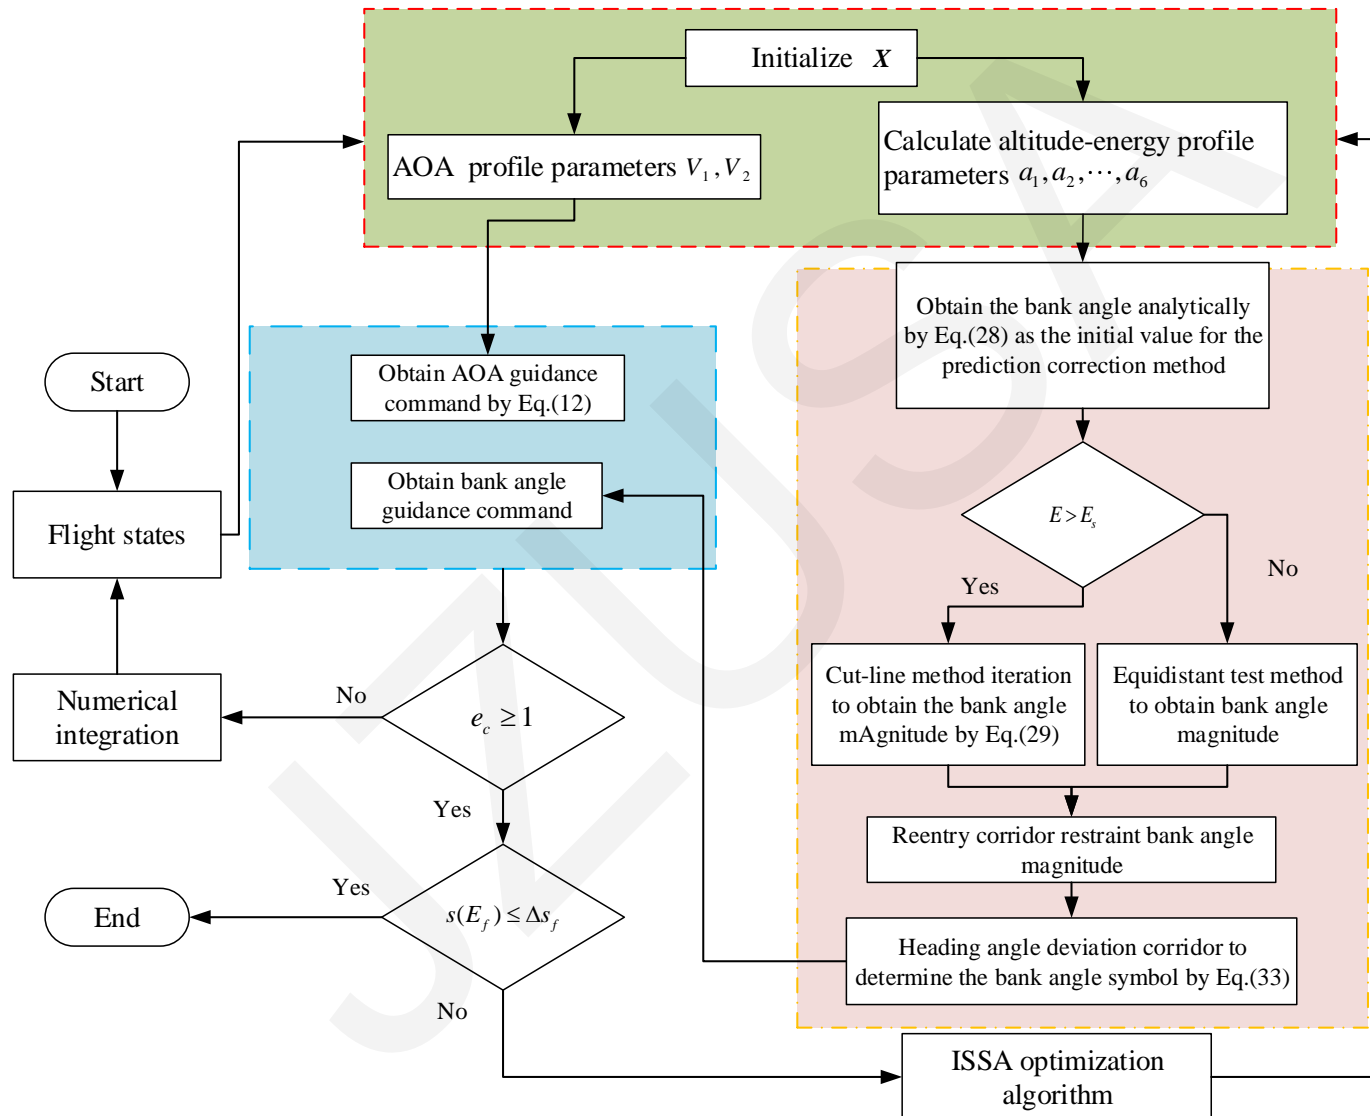 Initialize X
AOA profile parameters V₁,V₂
Calculate altitude-energy profile
parameters a₁,a₂,⋯,a₆
Obtain the bank angle analytically
by Eq.(28) as the initial value for the
prediction correction method
Start
Obtain AOA guidance
command by Eq.(12)
Obtain bank angle
guidance command
Flight states
E>Eₛ
Yes
No
Numerical
integration
No
e_c ≥1
Yes
Cut-line method iteration
to obtain the bank angle
mAgnitude by Eq.(29)
Equidistant test method
to obtain bank angle
magnitude
Reentry corridor restraint bank angle
magnitude
End
Yes
s(E_f)≤Δs_f
No
Heading angle deviation corridor to
determine the bank angle symbol by Eq.(33)
ISSA optimization
algorithm
JZUSA